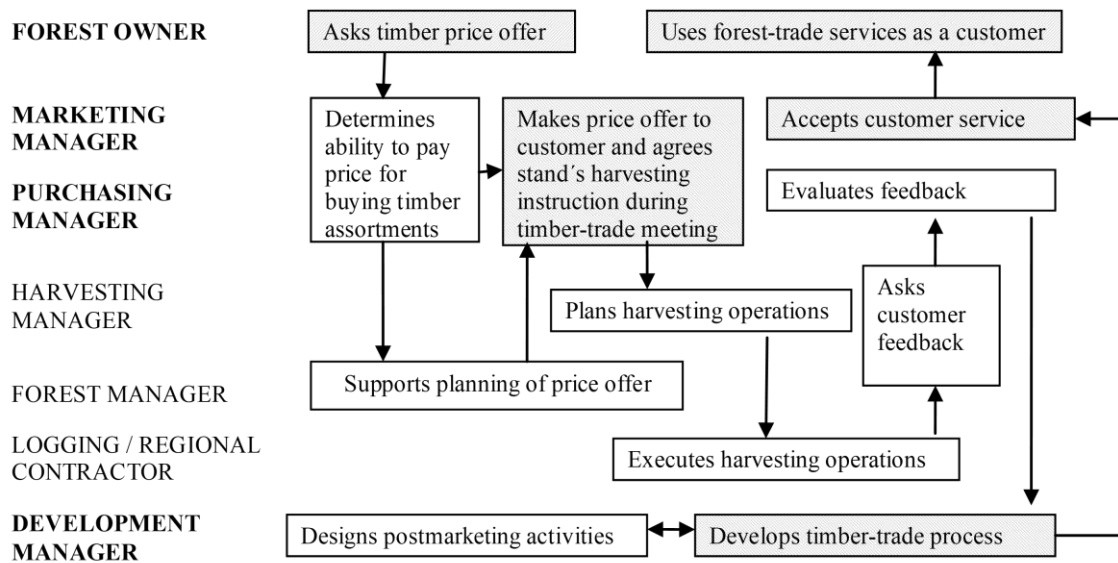 FOREST OWNER
Asks timber price offer
Uses forest-trade services as a customer
MARKETING
MANAGER
Determines
ability to pay
price for
buying timber
assortments
Makes price offer to
customer and agrees
stand´s harvesting
instruction during
timber-trade meeting
Accepts customer service
PURCHASING
MANAGER
Evaluates feedback
HARVESTING
MANAGER
Plans harvesting operations
Asks
customer
feedback
FOREST MANAGER
Supports planning of price offer
LOGGING / REGIONAL
CONTRACTOR
Executes harvesting operations
DEVELOPMENT
MANAGER
Designs postmarketing activities
Develops timber-trade process